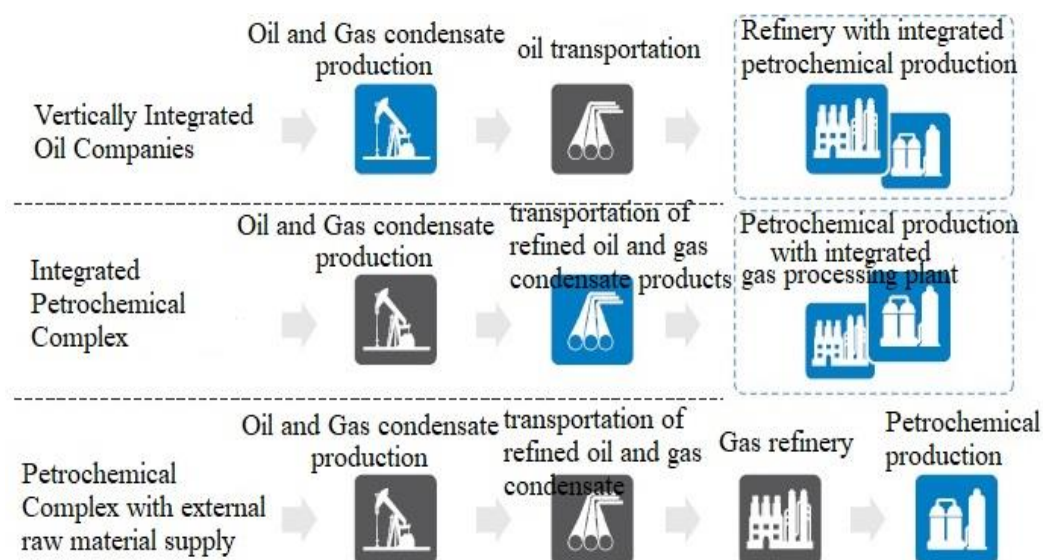 Oil and Gas condensate
production
oil transportation
Refinery with integrated
petrochemical production
Vertically Integrated
Oil Companies
Oil and Gas condensate
production
transportation of
refined oil and gas
condensate products
Petrochemical production
with integrated
gas processing plant
Integrated
Petrochemical
Complex
Oil and Gas condensate
production
transportation of
refined oil and gas
condensate
Gas refinery
Petrochemical
production
Petrochemical
Complex with external
raw material supply